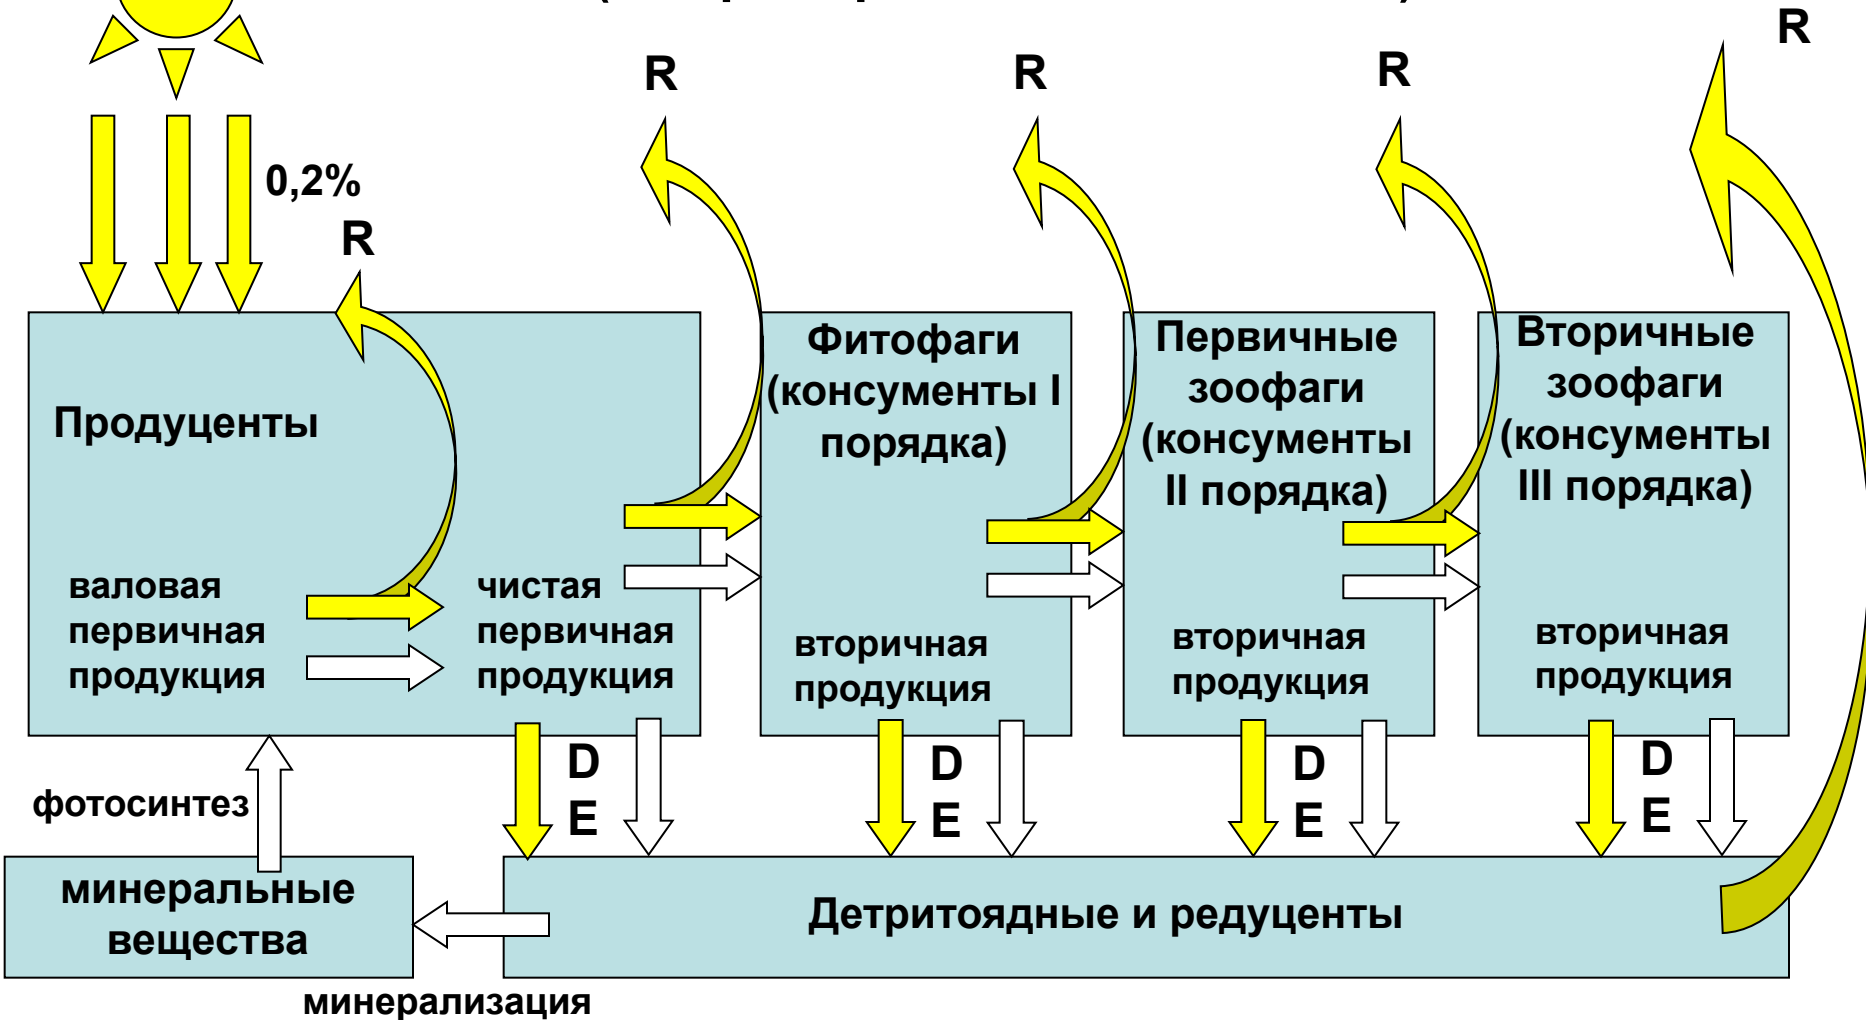 R
R
R
R
0,2%
R
Продуценты
валовая
первичная
продукция
чистая
первичная
продукция
Фитофаги
(консументы I
порядка)
вторичная
продукция
Первичные
зоофаги
(консументы
II порядка)
вторичная
продукция
Вторичные
зоофаги
(консументы
III порядка)
вторичная
продукция
D
E
D
E
D
E
D
E
фотосинтез
минеральные
вещества
Детритоядные и редуценты
минерализация